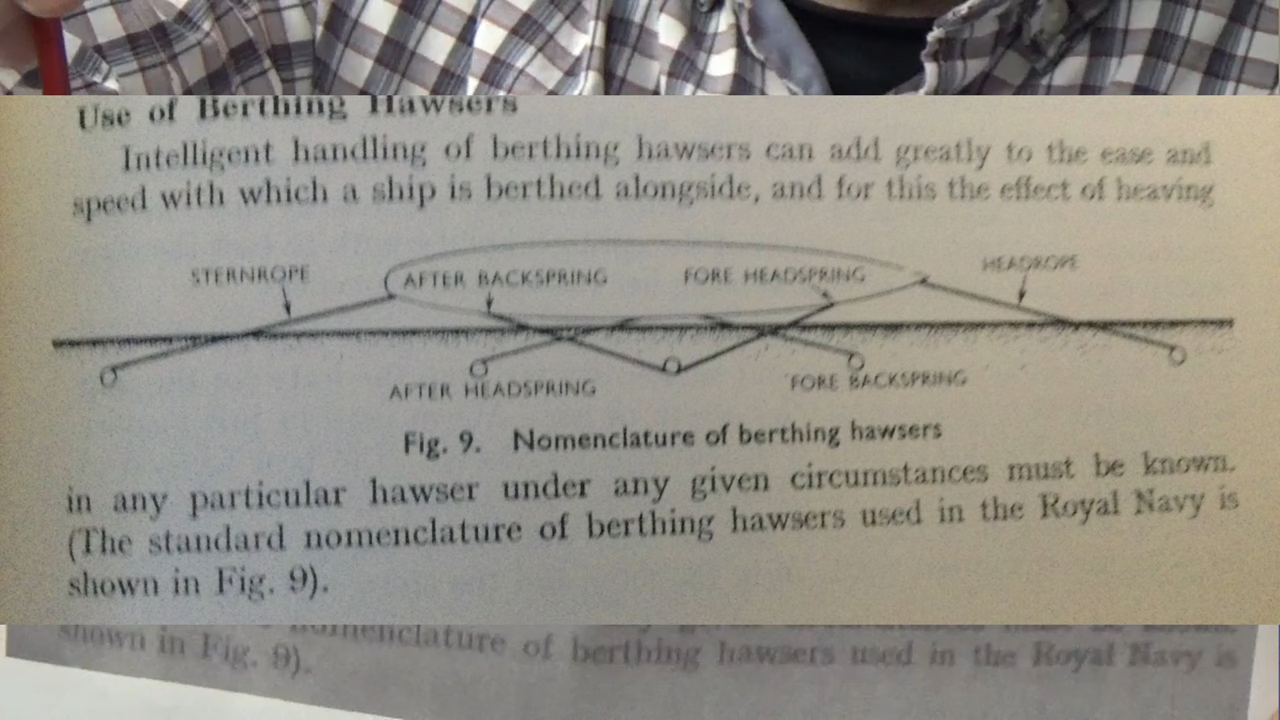 Use of Berthing Hawsers
Intelligent handling of berthing hawsers can add greatly to the ease and
speed with which a ship is berthed alongside, and for this the effect of heaving
STERNROPE
AFTER BACKSPRING
FORE HEADSPRING
HEADROPE
AFTER HEADSPRING
FORE BACKSPRING
Fig. 9. Nomenclature of berthing hawsers
in any particular hawser under any given circumstances must be known.
(The standard nomenclature of berthing hawsers used in the Royal Navy is
shown in Fig. 9).
nomenclature of berthing hawsers used in the Royal Navy is
shown in Fig. 9).